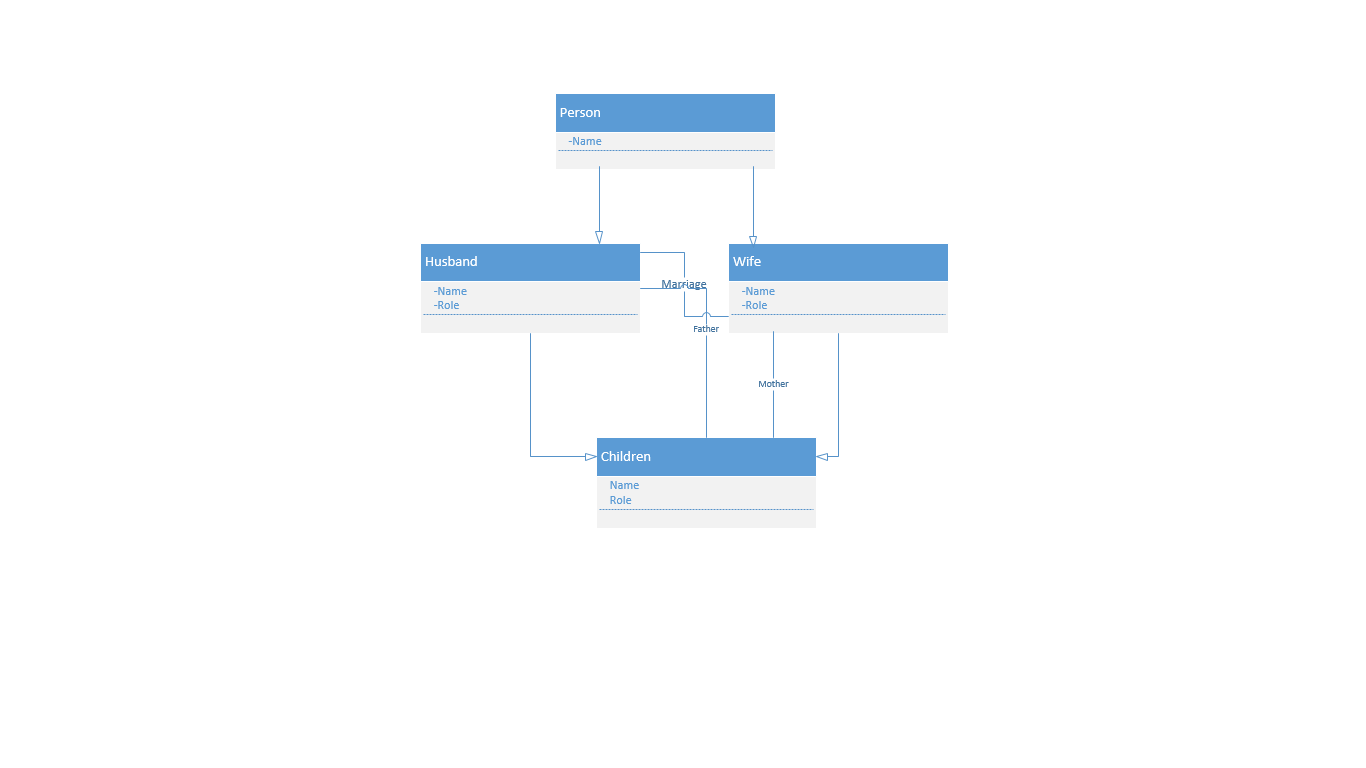 Person
-Name
Husband
-Name
-Role
Marriage
Wife
-Name
-Role
Father
Mother
Children
Name
Role